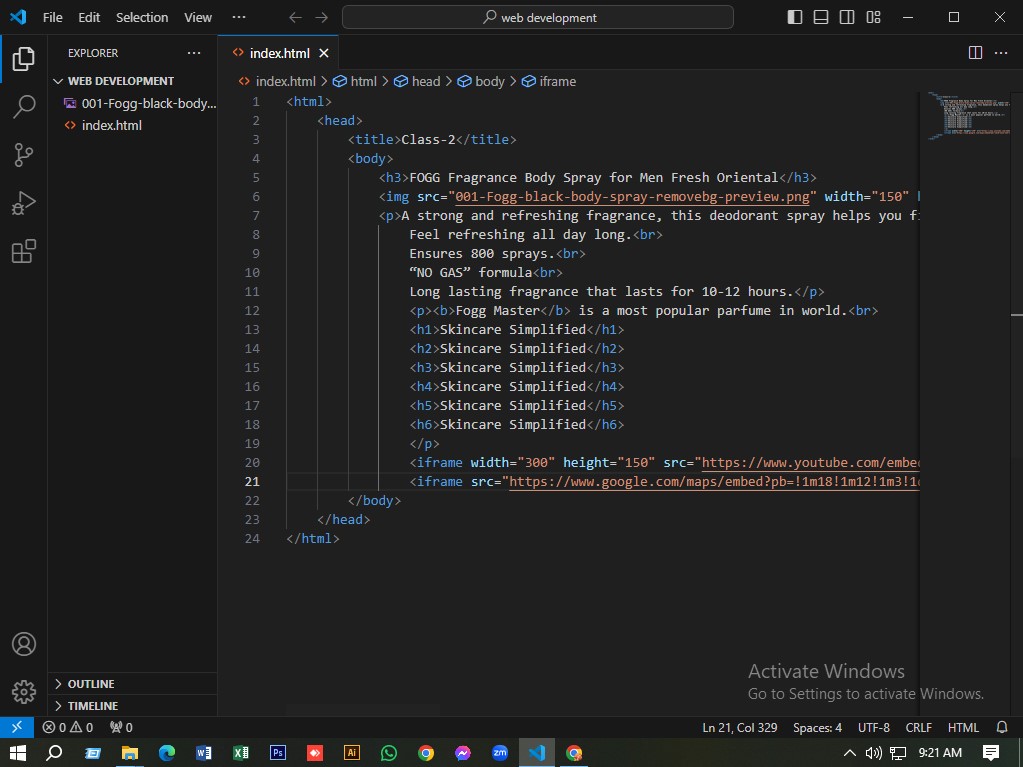 File Edit Selection View ··· web development
EXPLORER ···
index.html
WEB DEVELOPMENT
001-Fogg-black-body...
index.html
index.html > html > head > body > iframe
1 <html>
2 <head>
3 <title>Class-2</title>
4 <body>
5 <h3>FOGG Fragrance Body Spray for Men Fresh Oriental</h3>
6 <img src="001-Fogg-black-body-spray-removebg-preview.png" width="150"
7 <p>A strong and refreshing fragrance, this deodorant spray helps you
8 Feel refreshing all day long.<br>
9 Ensures 800 sprays.<br>
10 “NO GAS” formula<br>
11 Long lasting fragrance that lasts for 10-12 hours.</p>
12 <p><b>Fogg Master</b> is a most popular parfume in world.<br>
13 <h1>Skincare Simplified</h1>
14 <h2>Skincare Simplified</h2>
15 <h3>Skincare Simplified</h3>
16 <h4>Skincare Simplified</h4>
17 <h5>Skincare Simplified</h5>
18 <h6>Skincare Simplified</h6>
19 </p>
20 <iframe width="300" height="150" src="https://www.youtube.com/embe
21 <iframe src="https://www.google.com/maps/embed?pb=!1m18!1m12!1m3!1
22 </body>
23 </head>
24 </html>
OUTLINE
TIMELINE
Activate Windows
Go to Settings to activate Windows.
0 0 0 Ln 21, Col 329 Spaces: 4 UTF-8 CRLF HTML
Ps Ai zm 9:21 AM